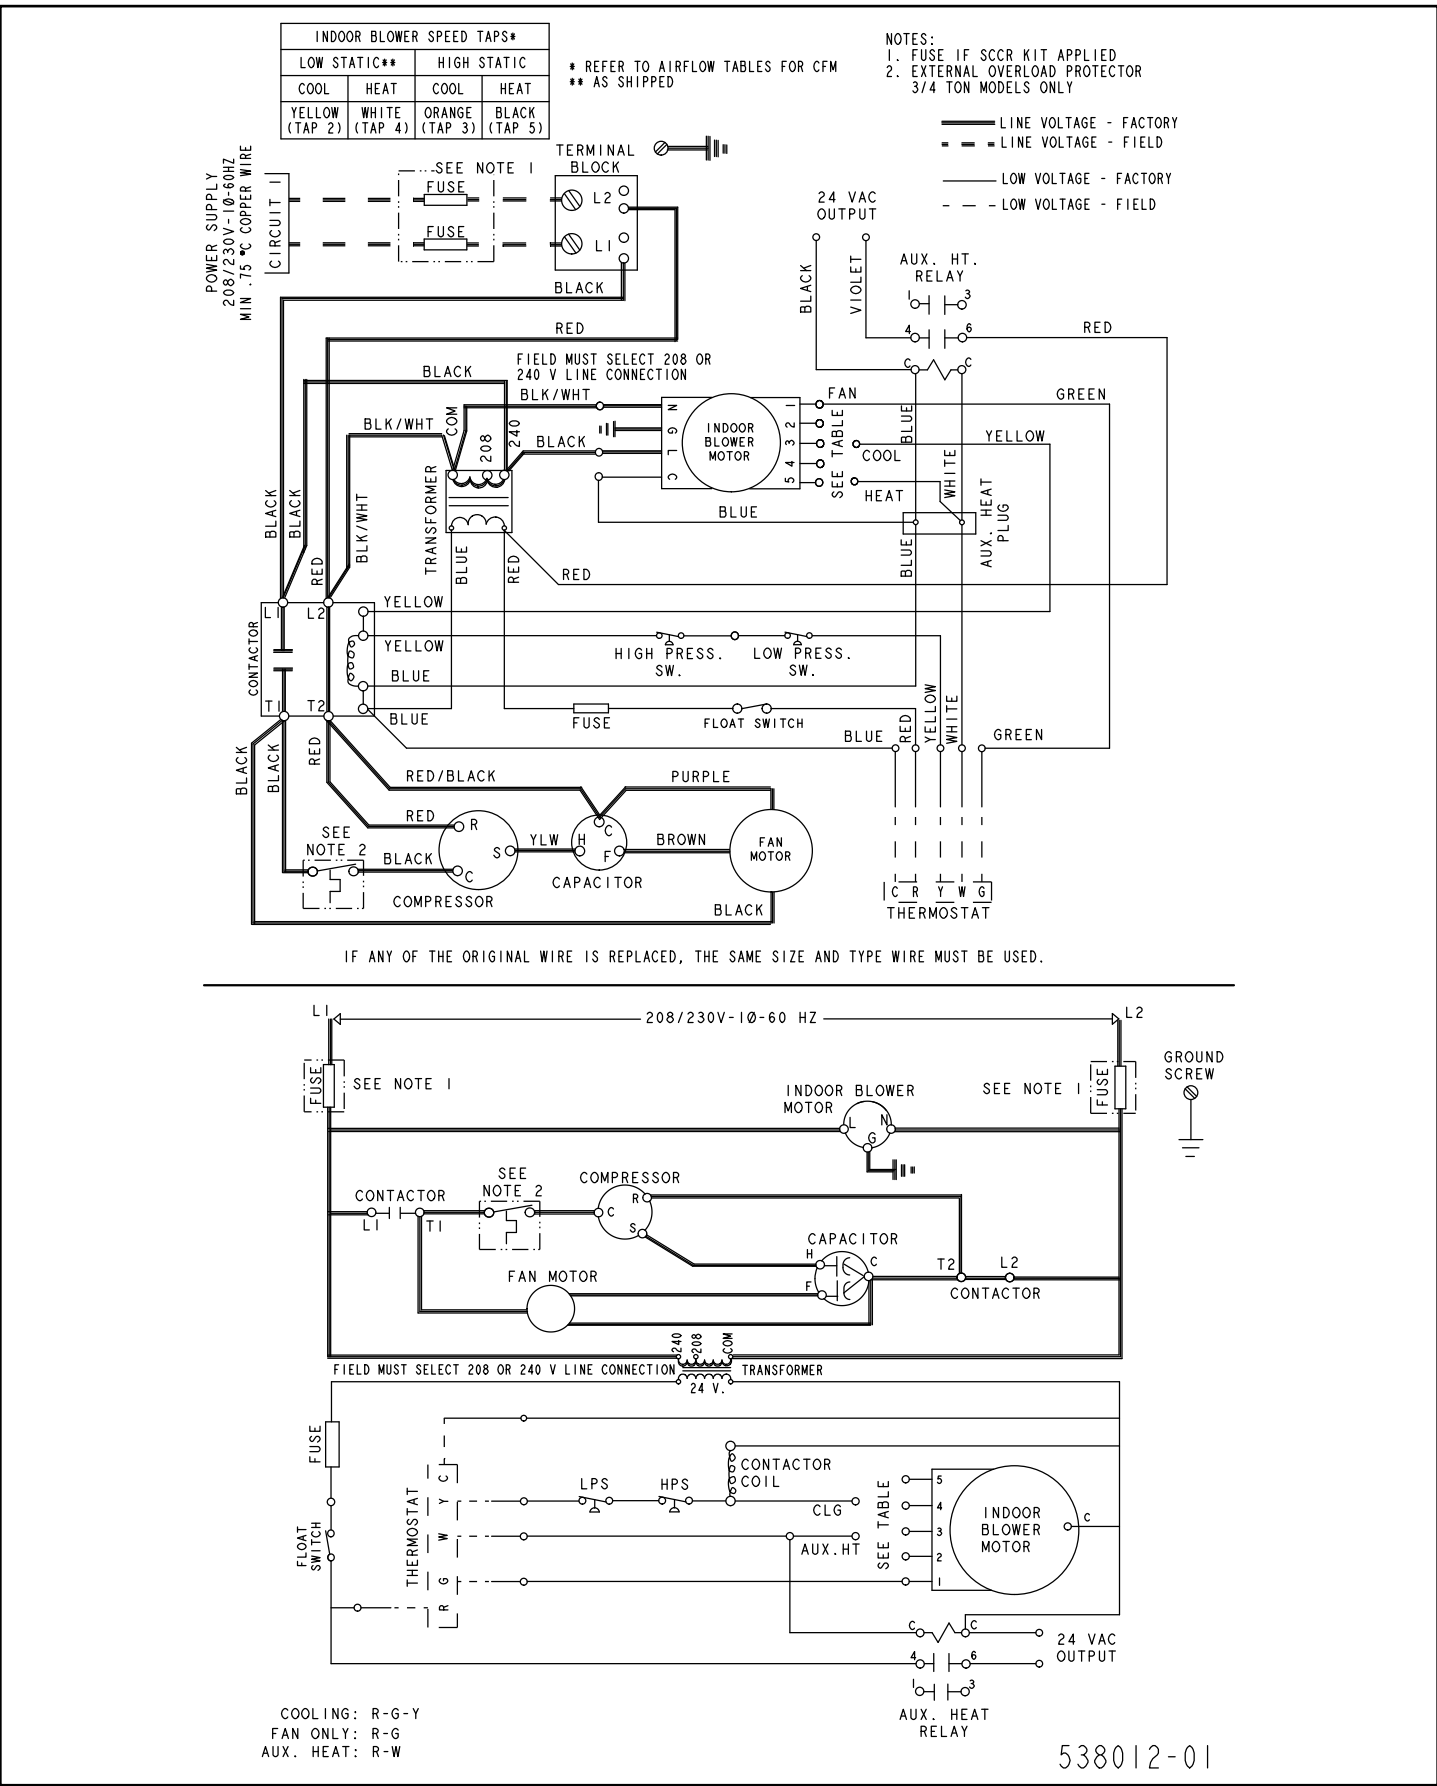 INDOOR BLOWER SPEED TAPS*
LOW STATIC** HIGH STATIC
COOL HEAT COOL HEAT
YELLOW WHITE ORANGE BLACK
(TAP 2) (TAP 4) (TAP 3) (TAP 5)
* REFER TO AIRFLOW TABLES FOR CFM
** AS SHIPPED
NOTES:
1. FUSE IF SCCR KIT APPLIED
2. EXTERNAL OVERLOAD PROTECTOR
3/4 TON MODELS ONLY
LINE VOLTAGE - FACTORY
LINE VOLTAGE - FIELD
LOW VOLTAGE - FACTORY
LOW VOLTAGE - FIELD
POWER SUPPLY
208/230V-1Ø-60HZ
MIN .75 °C COPPER WIRE
CIRCUIT 1
SEE NOTE 1
FUSE
FUSE
TERMINAL
BLOCK
L2
L1
BLACK
RED
24 VAC
OUTPUT
BLACK
VIOLET
AUX. HT.
RELAY
1 3
4 6
C C
RED
FIELD MUST SELECT 208 OR
240 V LINE CONNECTION
BLACK
BLK/WHT
BLK/WHT
COM
208
240
BLACK
TRANSFORMER
N
G
L
C
INDOOR
BLOWER
MOTOR
1
2
3
4
5
FAN
SEE TABLE
SEE
COOL
HEAT
GREEN
YELLOW
BLUE
WHITE
BLUE
AUX. HEAT
PLUG
BLACK
BLACK
RED
BLK/WHT
BLUE
RED
RED
BLUE
L1 L2
CONTACTOR
T1 T2
YELLOW
YELLOW
BLUE
BLUE
HIGH PRESS.
SW.
LOW PRESS.
SW.
FUSE
FLOAT SWITCH
BLUE
RED
YELLOW
WHITE
GREEN
BLACK
BLACK
RED
RED/BLACK
PURPLE
RED
SEE
NOTE 2
BLACK
R
S
C
COMPRESSOR
YLW
H
C
F
CAPACITOR
BROWN
FAN
MOTOR
BLACK
C R Y W G
THERMOSTAT
IF ANY OF THE ORIGINAL WIRE IS REPLACED, THE SAME SIZE AND TYPE WIRE MUST BE USED.
L1
208/230V-1Ø-60 HZ
L2
FUSE
SEE NOTE 1
SEE NOTE 1
FUSE
GROUND
SCREW
INDOOR BLOWER
MOTOR
L N
G
CONTACTOR
L1 T1
SEE
NOTE 2
COMPRESSOR
R
C
S
CAPACITOR
H
C
F
FAN MOTOR
T2 L2
CONTACTOR
240
208
COM
FIELD MUST SELECT 208 OR 240 V LINE CONNECTION
TRANSFORMER
24 V.
FUSE
FLOAT
SWITCH
THERMOSTAT
C
Y
W
G
R
LPS
HPS
CONTACTOR
COIL
CLG
AUX.HT
SEE TABLE
5
4
3
2
1
INDOOR
BLOWER
MOTOR
C
C C
4 6
1 3
24 VAC
OUTPUT
AUX. HEAT
RELAY
COOLING: R-G-Y
FAN ONLY: R-G
AUX. HEAT: R-W
538012-01